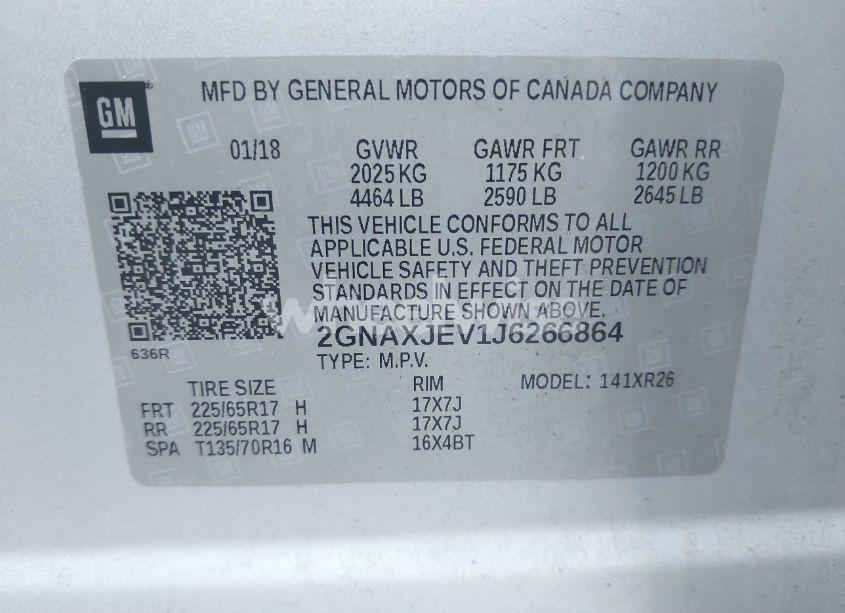 GM
MFD BY GENERAL MOTORS OF CANADA COMPANY
01/18 GVWR GAWR FRT GAWR RR
2025 KG 1175 KG 1200 KG
4464 LB 2590 LB 2645 LB
THIS VEHICLE CONFORMS TO ALL
APPLICABLE U.S. FEDERAL MOTOR
VEHICLE SAFETY AND THEFT PREVENTION
STANDARDS IN EFFECT ON THE DATE OF
MANUFACTURE SHOWN ABOVE.
2GNAXJEV1J6266864
636R
TYPE: M.P.V.
TIRE SIZE RIM MODEL: 141XR26
FRT 225/65R17 H 17X7J
RR 225/65R17 H 17X7J
SPA T135/70R16 M 16X4BT